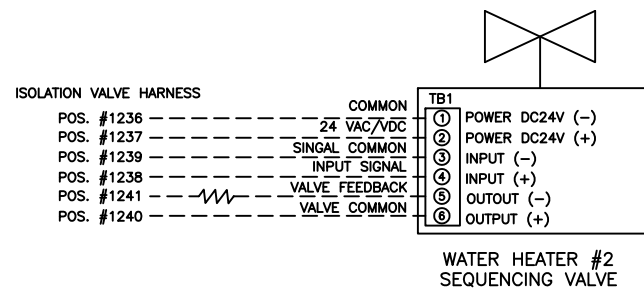 ISOLATION VALVE HARNESS
POS. #1236
POS. #1237
POS. #1239
POS. #1238
POS. #1241
POS. #1240
COMMON
24 VAC/VDC
SINGAL COMMON
INPUT SIGNAL
VALVE FEEDBACK
VALVE COMMON
TB1
1 POWER DC24V (-)
2 POWER DC24V (+)
3 INPUT (-)
4 INPUT (+)
5 OUTOUT (-)
6 OUTPUT (+)
WATER HEATER #2
SEQUENCING VALVE